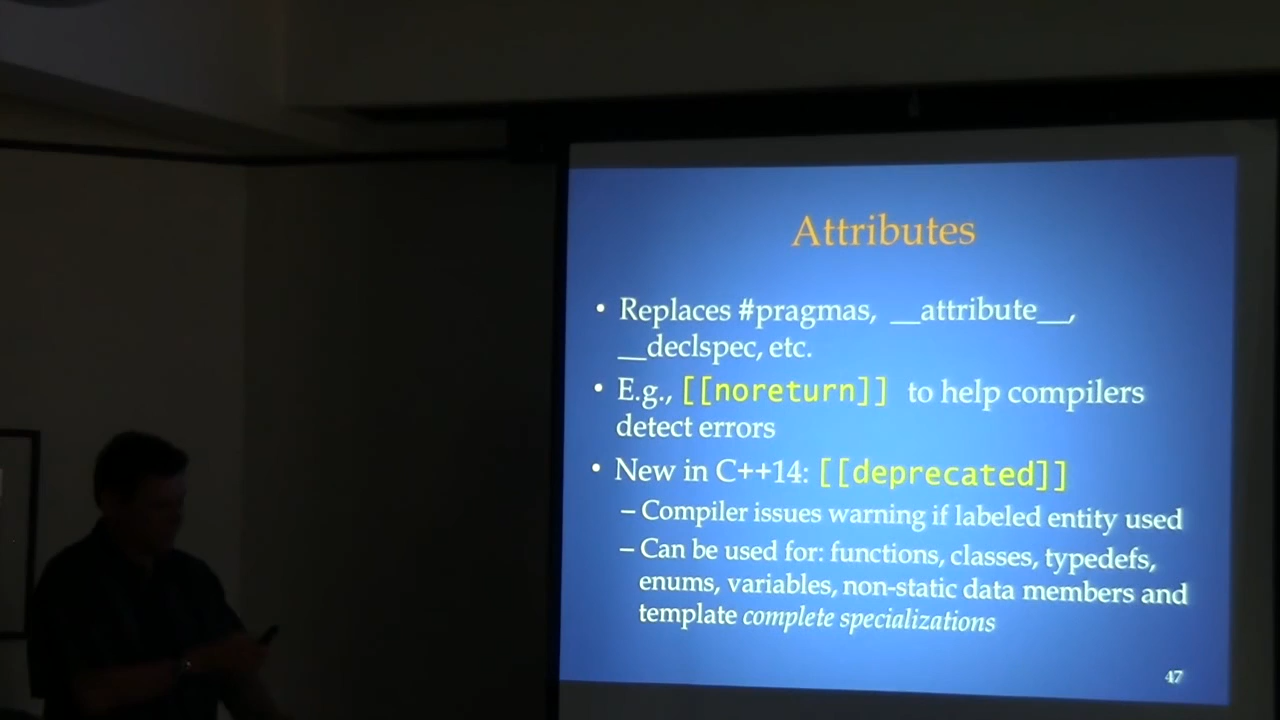 Attributes
• Replaces #pragmas, __attribute__,
__declspec, etc.
• E.g., [[noreturn]] to help compilers
detect errors
• New in C++14: [[deprecated]]
– Compiler issues warning if labeled entity used
– Can be used for: functions, classes, typedefs,
enums, variables, non-static data members and
template complete specializations
47